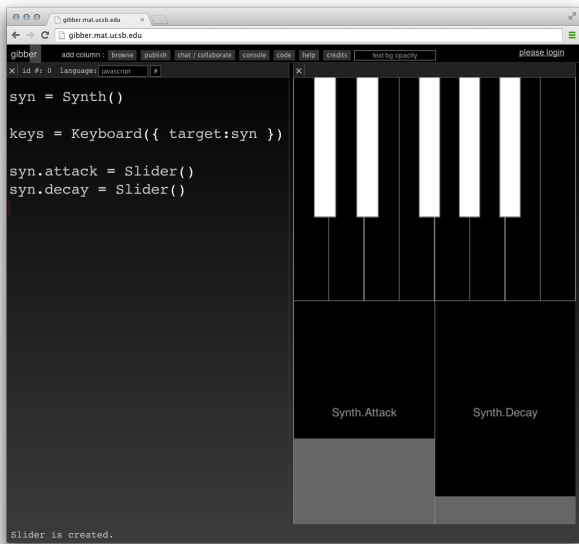 gibber.mat.ucsb.edu
gibber.mat.ucsb.edu
gibber
add column : browse publish chat / collaborate console code help credits text bg opacity
please login
id #: 0 language: javascript #
syn = Synth()
keys = Keyboard({ target:syn })
syn.attack = Slider()
syn.decay = Slider()
Synth.Attack
Synth.Decay
Slider is created.